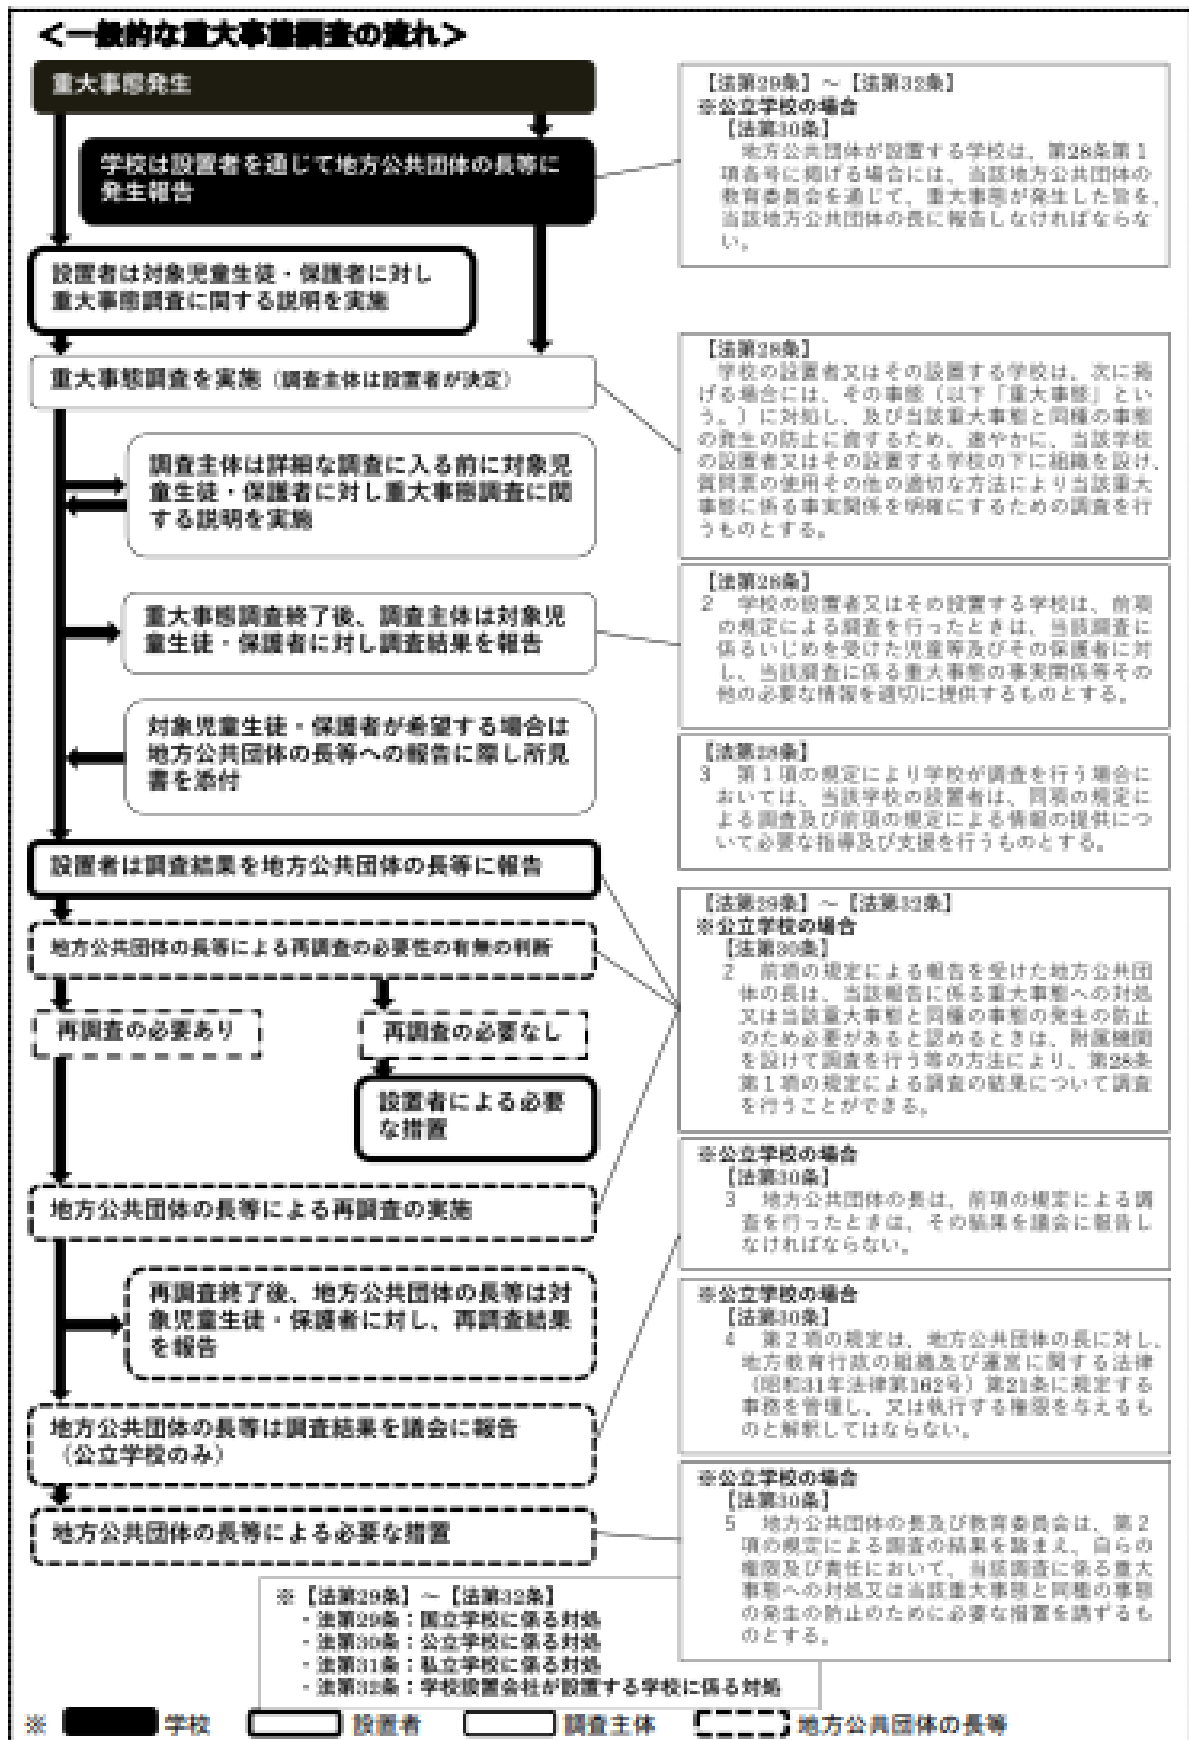 ＜一般的な重大事態調査の流れ＞
重大事態発生
学校は設置者を通じて地方公共団体の長等に
発生報告
設置者は対象児童生徒・保護者に対し
重大事態調査に関する説明を実施
重大事態調査を実施（調査主体は設置者が決定）
調査主体は詳細な調査に入る前に対象児
童生徒・保護者に対し重大事態調査に関
する説明を実施
重大事態調査終了後、調査主体は対象児
童生徒・保護者に対し調査結果を報告
対象児童生徒・保護者が希望する場合は
地方公共団体の長等への報告に際し所見
書を添付
設置者は調査結果を地方公共団体の長等に報告
地方公共団体の長等による再調査の必要性の有無の判断
再調査の必要あり
再調査の必要なし
設置者による必要
な措置
地方公共団体の長等による再調査の実施
再調査終了後、地方公共団体の長等は対
象児童生徒・保護者に対し、再調査結果
を報告
地方公共団体の長等は調査結果を議会に報告
（公立学校のみ）
地方公共団体の長等による必要な措置
【法第29条】～【法第32条】
※公立学校の場合
【法第30条】
地方公共団体が設置する学校は、第28条第１
項各号に掲げる場合には、当該地方公共団体の
教育委員会を通じて、重大事態が発生した旨を、
当該地方公共団体の長に報告しなければならな
い。
【法第28条】
学校の設置者又はその設置する学校は、次に掲
げる場合には、その事態（以下「重大事態」とい
う。）に対処し、及び当該重大事態と同種の事態
の発生の防止に資するため、速やかに、当該学校
の設置者又はその設置する学校の下に組織を設け、
質問票の使用その他の適切な方法により当該重大
事態に係る事実関係を明確にするための調査を行
うものとする。
【法第28条】
２　学校の設置者又はその設置する学校は、前項
の規定による調査を行ったときは、当該調査に
係るいじめを受けた児童等及びその保護者に対
し、当該調査に係る重大事態の事実関係等その
他の必要な情報を適切に提供するものとする。
【法第28条】
３　第１項の規定により学校が調査を行う場合に
おいては、当該学校の設置者は、同項の規定に
よる調査及び前項の規定による情報の提供につ
いて必要な指導及び支援を行うものとする。
【法第29条】～【法第32条】
※公立学校の場合
【法第30条】
２　前項の規定による報告を受けた地方公共団
体の長は、当該報告に係る重大事態への対処
又は当該重大事態と同種の事態の発生の防止
のため必要があると認めるときは、附属機関
を設けて調査を行う等の方法により、第28条
第１項の規定による調査の結果について調査
を行うことができる。
※公立学校の場合
【法第30条】
３　地方公共団体の長は、前項の規定による調
査を行ったときは、その結果を議会に報告し
なければならない。
※公立学校の場合
【法第30条】
４　第２項の規定は、地方公共団体の長に対し、
地方教育行政の組織及び運営に関する法律
（昭和31年法律第162号）第21条に規定する
事務を管理し、又は執行する権限を与えるも
のと解釈してはならない。
※公立学校の場合
【法第30条】
５　地方公共団体の長及び教育委員会は、第２
項の規定による調査の結果を踏まえ、自らの
権限及び責任において、当該調査に係る重大
事態への対処又は当該重大事態と同種の事態
の発生の防止のために必要な措置を講ずるも
のとする。
※【法第29条】～【法第32条】
・法第29条：国立学校に係る対処
・法第30条：公立学校に係る対処
・法第31条：私立学校に係る対処
・法第32条：学校設置会社が設置する学校に係る対処
※ 学校 設置者 調査主体 地方公共団体の長等